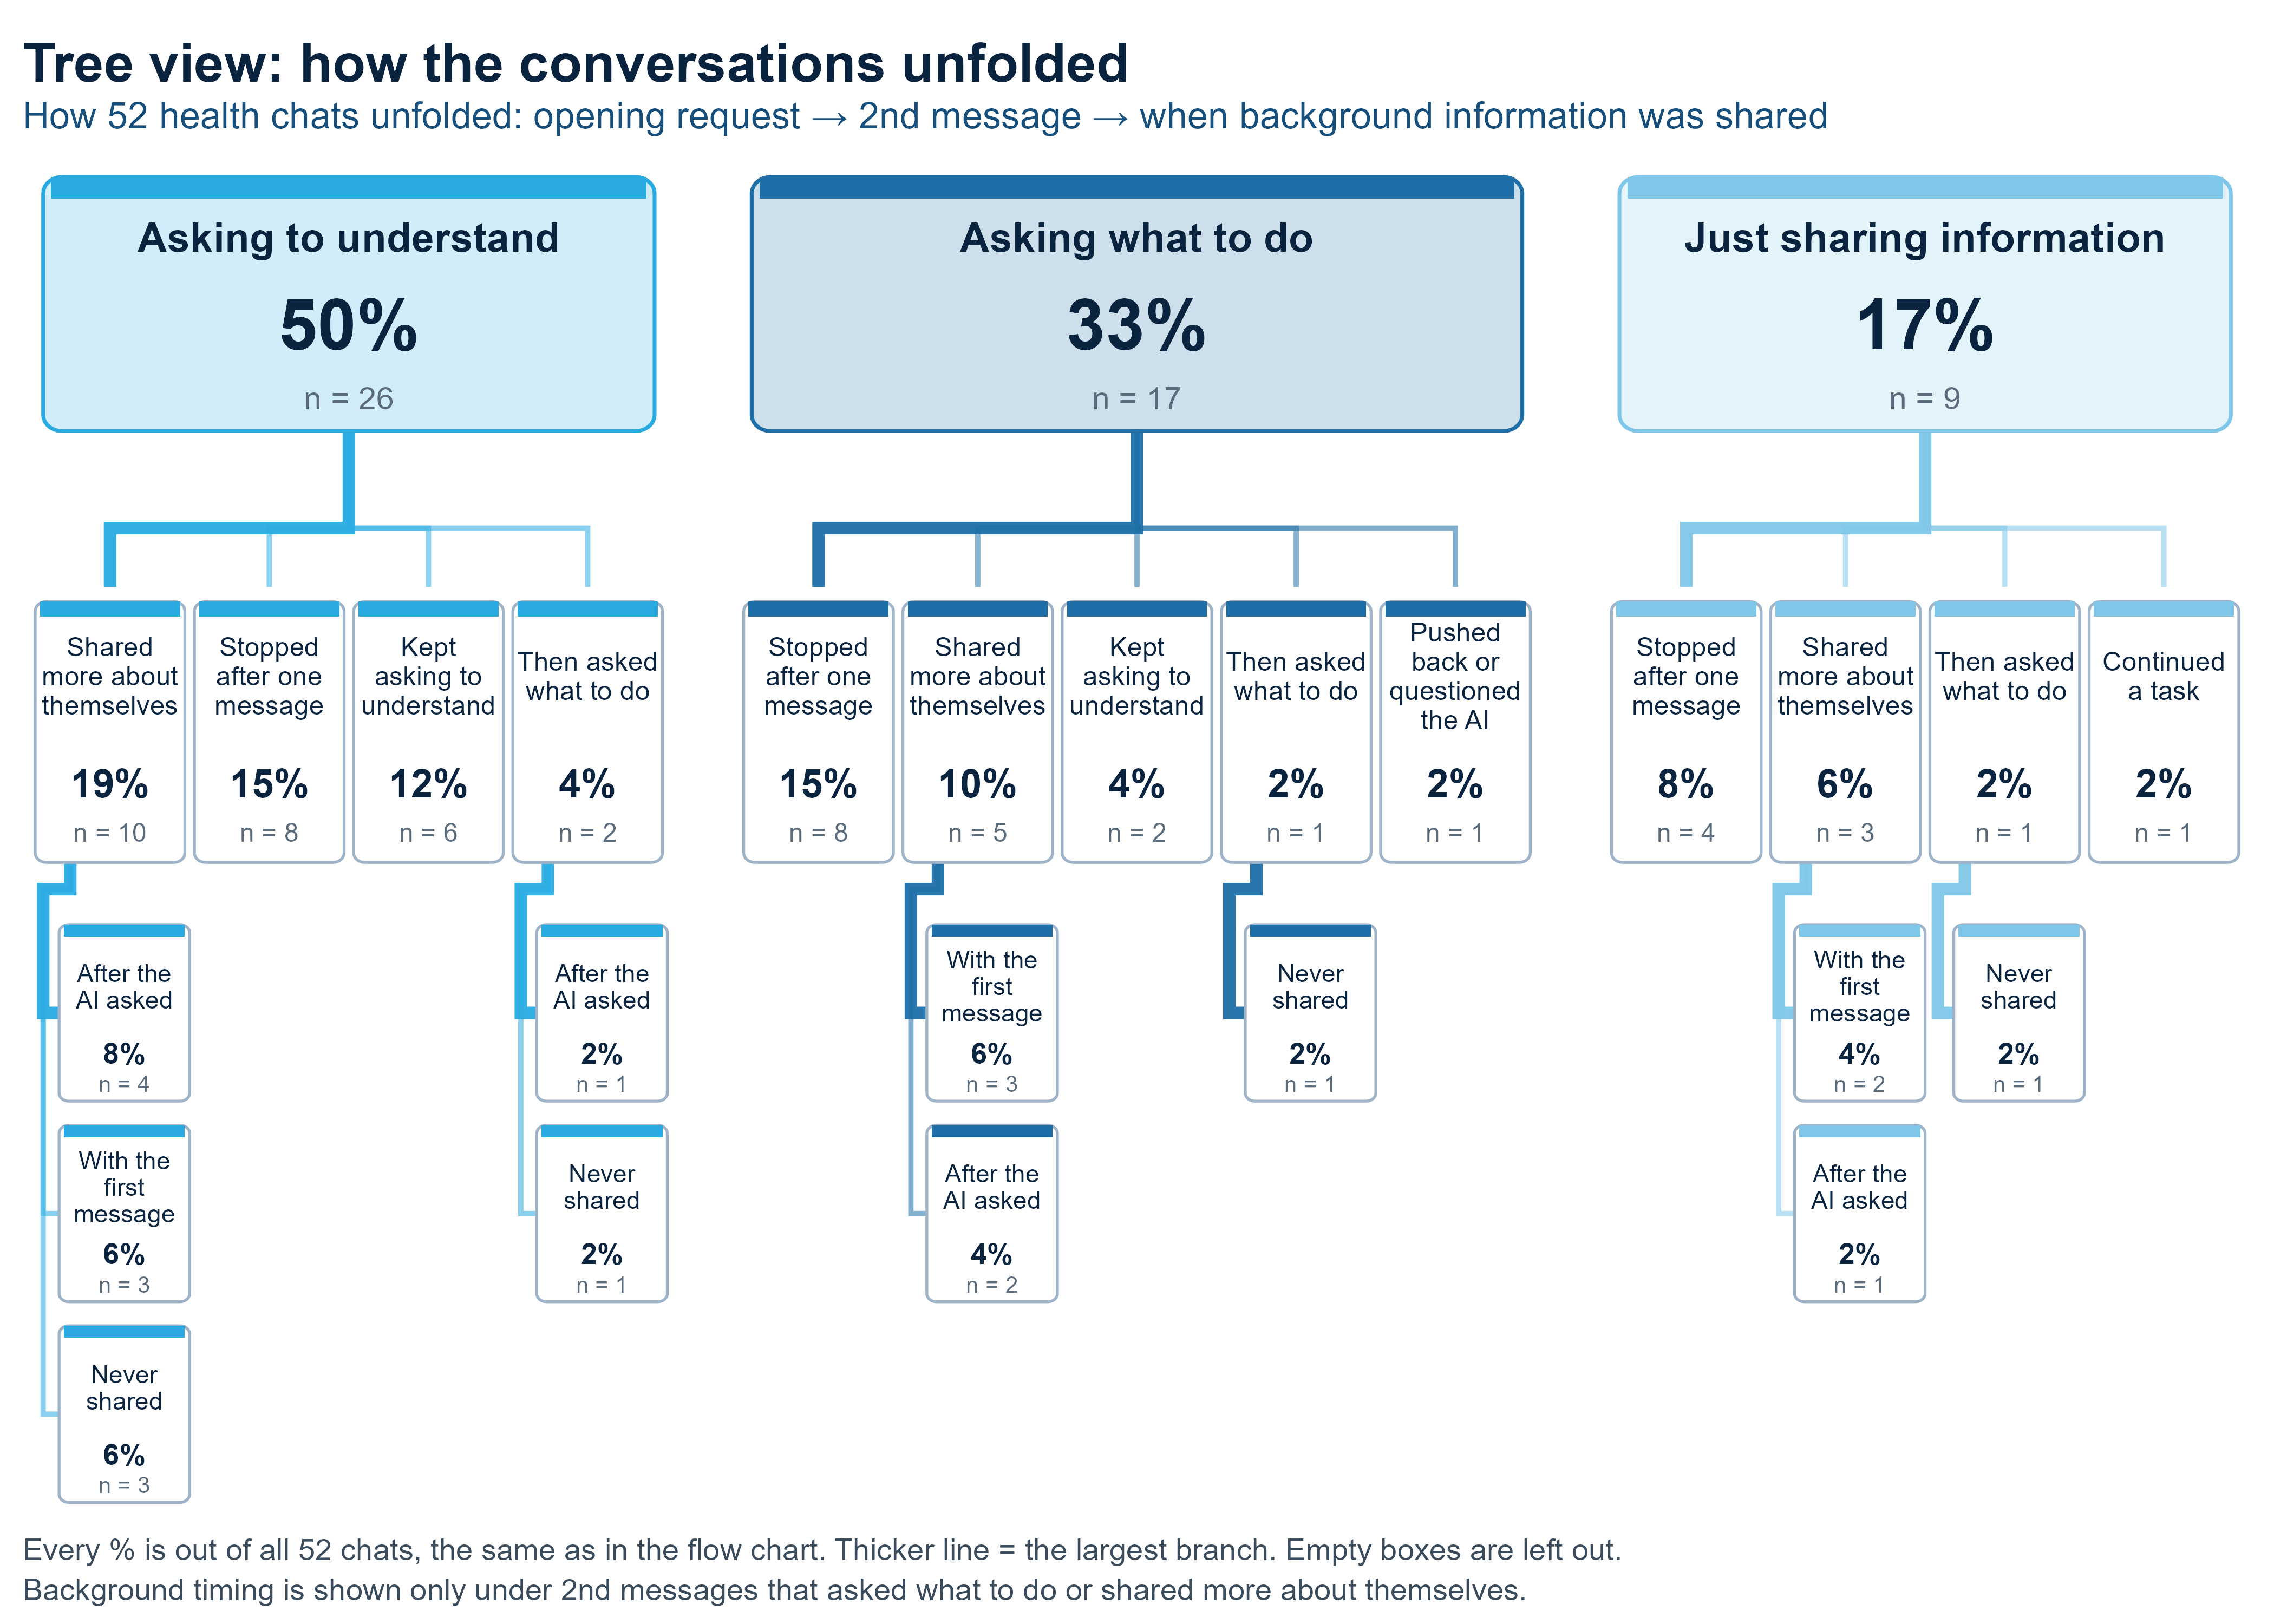 Tree view: how the conversations unfolded
How 52 health chats unfolded: opening request → 2nd message → when background information was shared
Asking to understand
50%
n = 26
Asking what to do
33%
n = 17
Just sharing information
17%
n = 9
Shared
more about
themselves
19%
n = 10
Stopped
after one
message
15%
n = 8
Kept
asking to
understand
12%
n = 6
Then asked
what to do
4%
n = 2
Stopped
after one
message
15%
n = 8
Shared
more about
themselves
10%
n = 5
Kept
asking to
understand
4%
n = 2
Then asked
what to do
2%
n = 1
Pushed
back or
questioned
the AI
2%
n = 1
Stopped
after one
message
8%
n = 4
Shared
more about
themselves
6%
n = 3
Then asked
what to do
2%
n = 1
Continued
a task
2%
n = 1
After the
AI asked
8%
n = 4
With the
first
message
6%
n = 3
Never
shared
6%
n = 3
After the
AI asked
2%
n = 1
Never
shared
2%
n = 1
With the
first
message
6%
n = 3
After the
AI asked
4%
n = 2
Never
shared
2%
n = 1
With the
first
message
4%
n = 2
After the
AI asked
2%
n = 1
Never
shared
2%
n = 1
Every % is out of all 52 chats, the same as in the flow chart. Thicker line = the largest branch. Empty boxes are left out.
Background timing is shown only under 2nd messages that asked what to do or shared more about themselves.